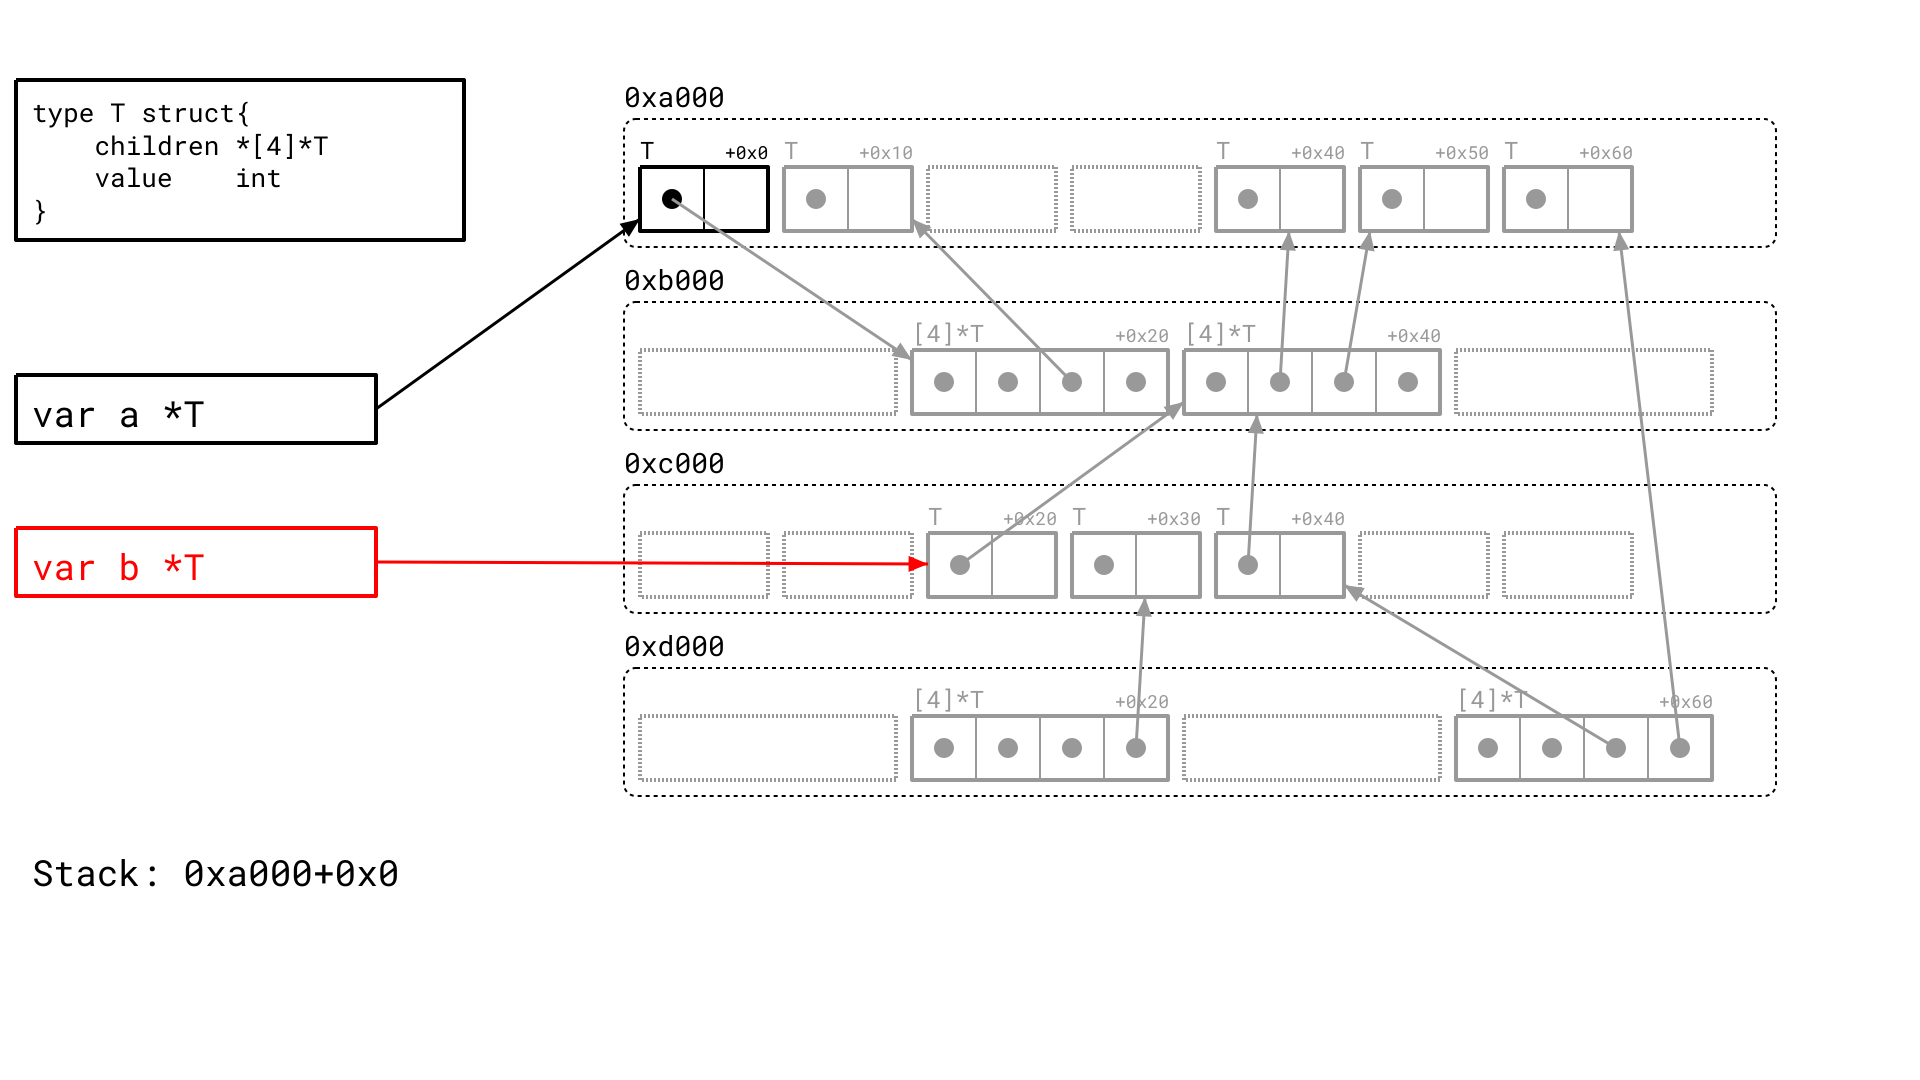 type T struct{
    children *[4]*T
    value    int
}
var a *T
var b *T
0xa000
T +0x0 T +0x10 T +0x40 T +0x50 T +0x60
0xb000
[4]*T +0x20 [4]*T +0x40
0xc000
T +0x20 T +0x30 T +0x40
0xd000
[4]*T +0x20 [4]*T +0x60
Stack: 0xa000+0x0